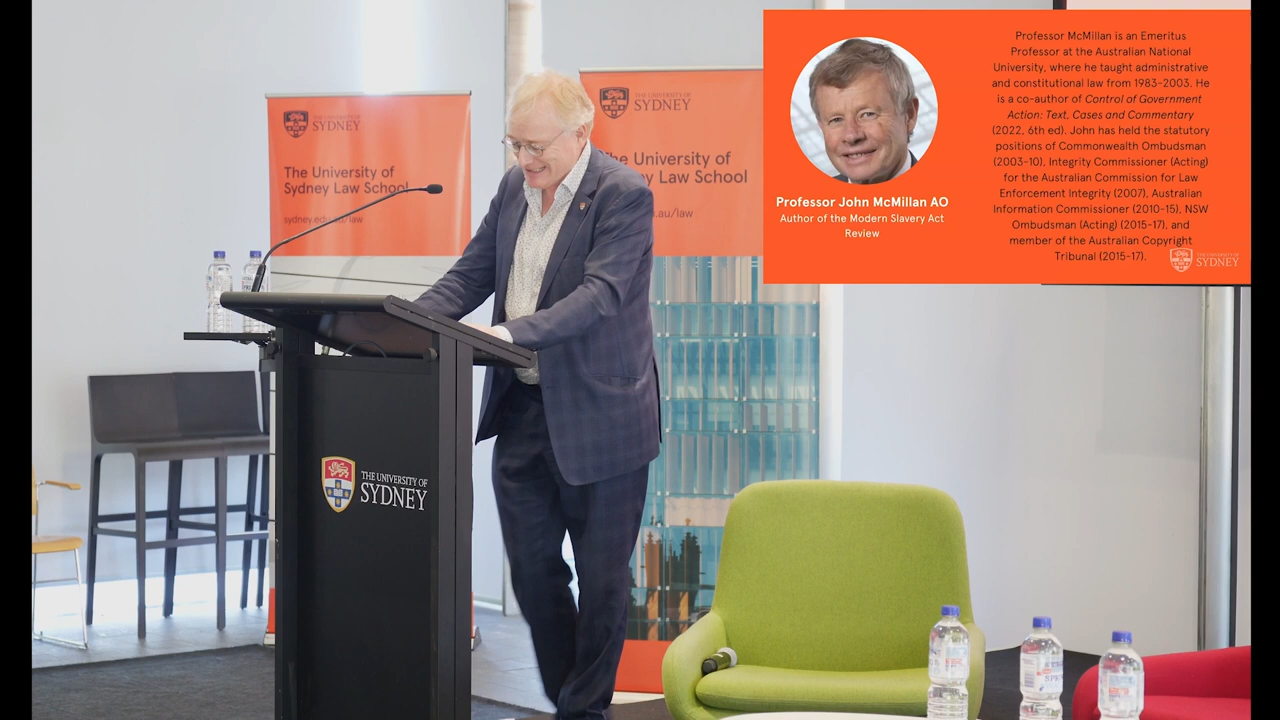 THE UNIVERSITY OF
SYDNEY
The University of
Sydney Law School
sydney.edu.au/law
THE UNIVERSITY OF
SYDNEY
The University of
Sydney Law School
.au/law
THE UNIVERSITY OF
SYDNEY
Professor John McMillan AO
Author of the Modern Slavery Act
Review
Professor McMillan is an Emeritus
Professor at the Australian National
University, where he taught administrative
and constitutional law from 1983-2003. He
is a co-author of Control of Government
Action: Text, Cases and Commentary
(2022, 6th ed). John has held the statutory
positions of Commonwealth Ombudsman
(2003-10), Integrity Commissioner (Acting)
for the Australian Commission for Law
Enforcement Integrity (2007), Australian
Information Commissioner (2010-15), NSW
Ombudsman (Acting) (2015-17), and
member of the Australian Copyright
Tribunal (2015-17).
THE UNIVERSITY OF
SYDNEY